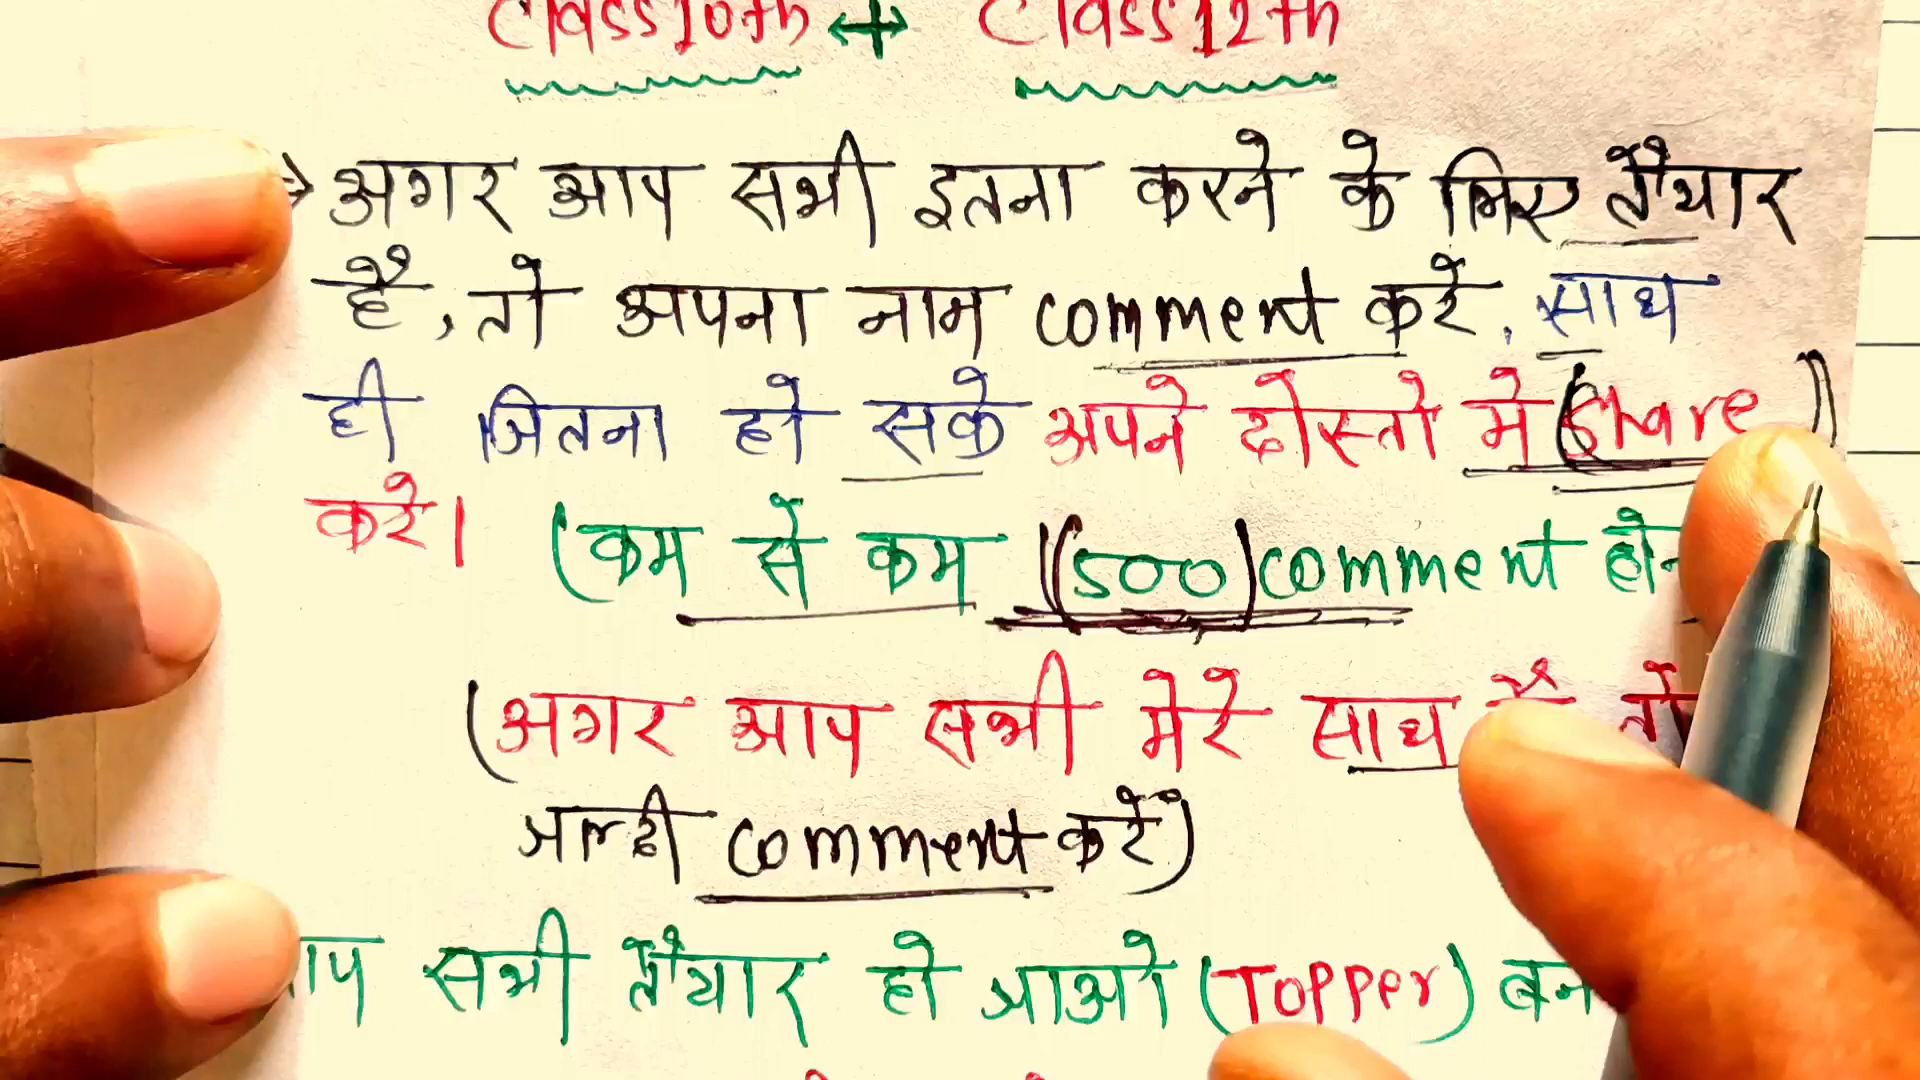 Class 10th ↔ Class 12th
→ अगर आप सभी इतना करने के लिए तैयार
है, तो अपना नाम comment करें, साथ
ही जितना हो सके अपने दोस्तो मे (Share)
करे।  (कम से कम ((500) comment
(अगर आप सभी मेरे साथ तो
जल्दी comment करें)
सभी तैयार हो जाओ (Topper) बन